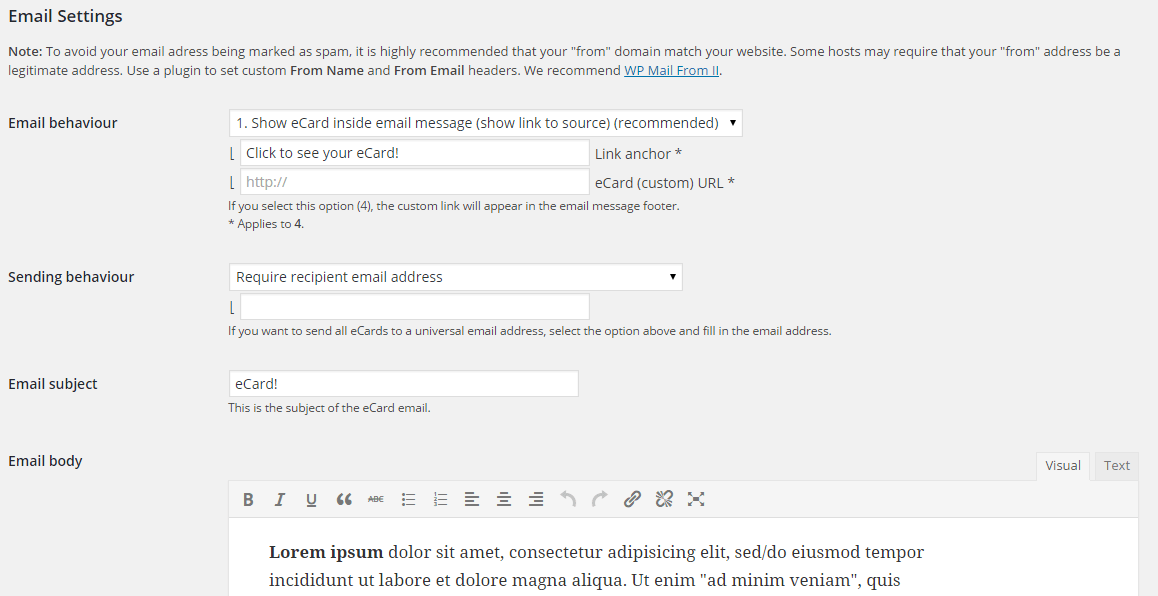 Email Settings
Note: To avoid your email adress being marked as spam, it is highly recommended that your "from" domain match your website. Some hosts may require that your "from" address be a
legitimate address. Use a plugin to set custom From Name and From Email headers. We recommend WP Mail From II.
Email behaviour
1. Show eCard inside email message (show link to source) (recommended)
Click to see your eCard! Link anchor *
http:// eCard (custom) URL *
If you select this option (4), the custom link will appear in the email message footer.
* Applies to 4.
Sending behaviour
Require recipient email address
If you want to send all eCards to a universal email address, select the option above and fill in the email address.
Email subject
eCard!
This is the subject of the eCard email.
Email body
Visual Text
B I U ABC
Lorem ipsum dolor sit amet, consectetur adipisicing elit, sed/do eiusmod tempor
incididunt ut labore et dolore magna aliqua. Ut enim "ad minim veniam", quis